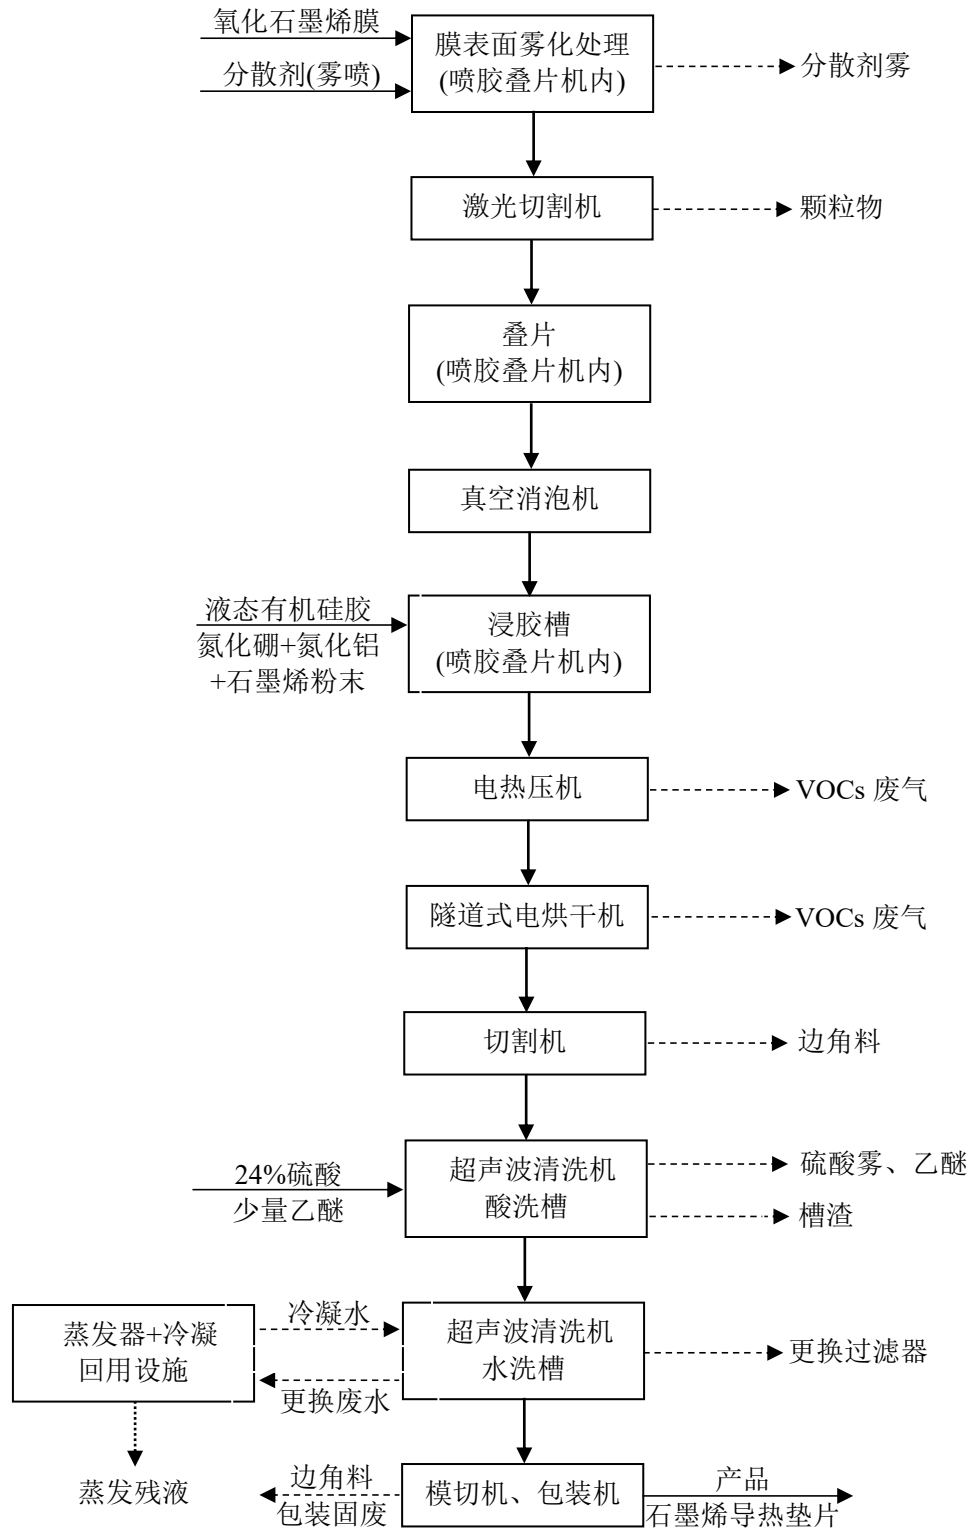 氧化石墨烯膜
分散剂(雾喷)
膜表面雾化处理
(喷胶叠片机内)
分散剂雾
激光切割机
颗粒物
叠片
(喷胶叠片机内)
真空消泡机
液态有机硅胶
氮化硼+氮化铝
+石墨烯粉末
浸胶槽
(喷胶叠片机内)
电热压机
VOCs 废气
隧道式电烘干机
VOCs 废气
切割机
边角料
24%硫酸
少量乙醚
超声波清洗机
酸洗槽
硫酸雾、乙醚
槽渣
蒸发器+冷凝
回用设施
冷凝水
更换废水
超声波清洗机
水洗槽
更换过滤器
蒸发残液
边角料
包装固废
模切机、包装机
产品
石墨烯导热垫片